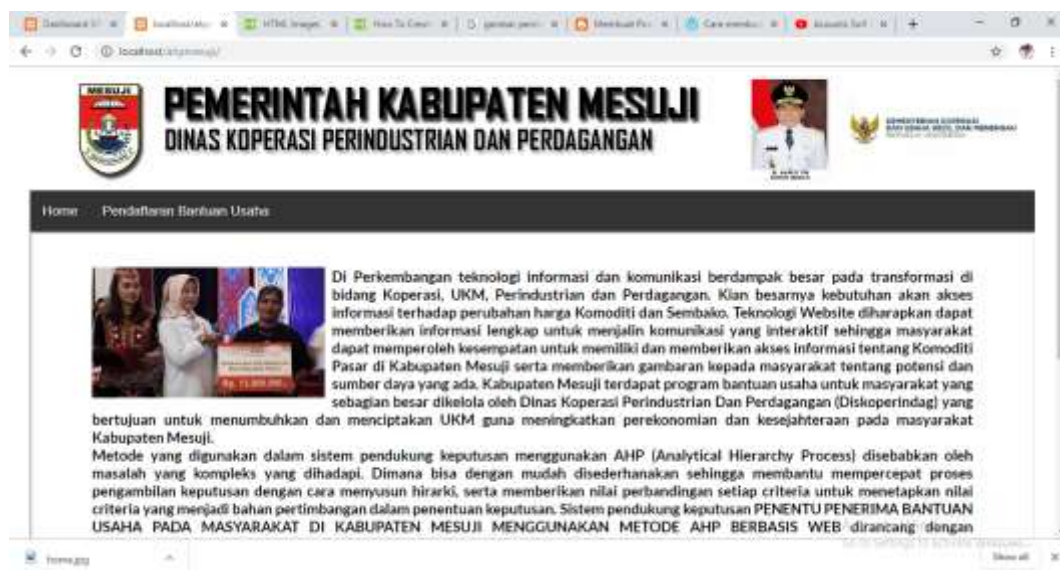 HTML Images
localhost/ahpmesuji/
MESUJI
PEMERINTAH KABUPATEN MESUJI
DINAS KOPERASI PERINDUSTRIAN DAN PERDAGANGAN
Home Pendaftaran Bantuan Usaha
Di Perkembangan teknologi informasi dan komunikasi berdampak besar pada transformasi di
bidang Koperasi, UKM, Perindustrian dan Perdagangan. Kian besarnya kebutuhan akan akses
informasi terhadap perubahan harga Komoditi dan Sembako. Teknologi Website diharapkan dapat
memberikan informasi lengkap untuk menjalin komunikasi yang interaktif sehingga masyarakat
dapat memperoleh kesempatan untuk memiliki dan memberikan akses informasi tentang Komoditi
Pasar di Kabupaten Mesuji serta memberikan gambaran kepada masyarakat tentang potensi dan
sumber daya yang ada. Kabupaten Mesuji terdapat program bantuan usaha untuk masyarakat yang
sebagian besar dikelola oleh Dinas Koperasi Perindustrian Dan Perdagangan (Diskoperindag) yang
bertujuan untuk menumbuhkan dan menciptakan UKM guna meningkatkan perekonomian dan kesejahteraan pada masyarakat
Kabupaten Mesuji.
Metode yang digunakan dalam sistem pendukung keputusan menggunakan AHP (Analytical Hierarchy Process) disebabkan oleh
masalah yang kompleks yang dihadapi. Dimana bisa dengan mudah disederhanakan sehingga membantu mempercepat proses
pengambilan keputusan dengan cara menyusun hirarki, serta memberikan nilai perbandingan setiap criteria untuk menetapkan nilai
criteria yang menjadi bahan pertimbangan dalam penentuan keputusan. Sistem pendukung keputusan PENENTU PENERIMA BANTUAN
USAHA PADA MASYARAKAT DI KABUPATEN MESUJI MENGGUNAKAN METODE AHP BERBASIS WEB dirancang dengan
home.jpg
Show all